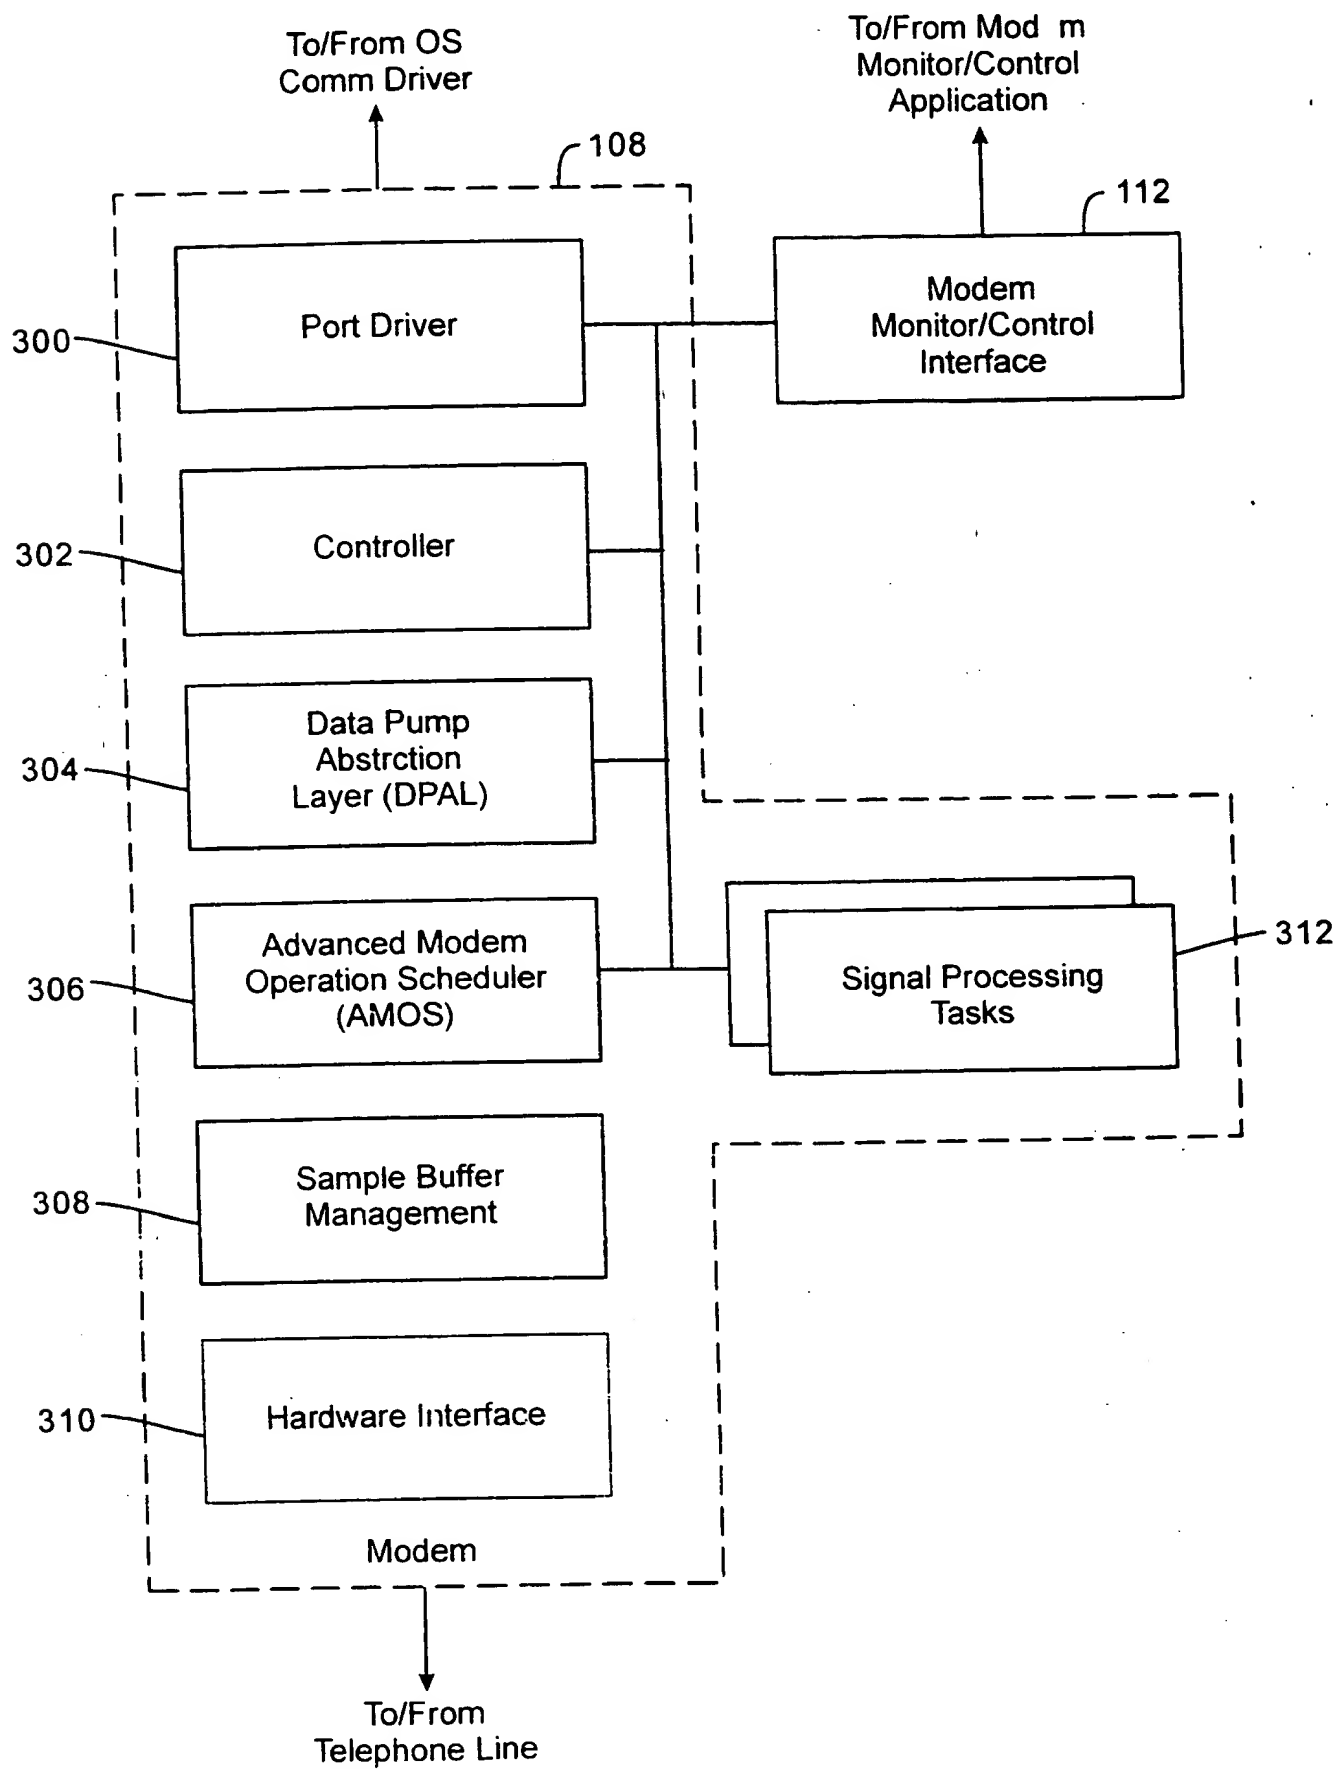 To/From OS
Comm Driver
To/From Mod m
Monitor/Control
Application
108
112
Port Driver
300
Modem
Monitor/Control
Interface
Controller
302
Data Pump
Abstrction
Layer (DPAL)
304
Advanced Modem
Operation Scheduler
(AMOS)
306
Signal Processing
Tasks
312
Sample Buffer
Management
308
Hardware Interface
310
Modem
To/From
Telephone Line